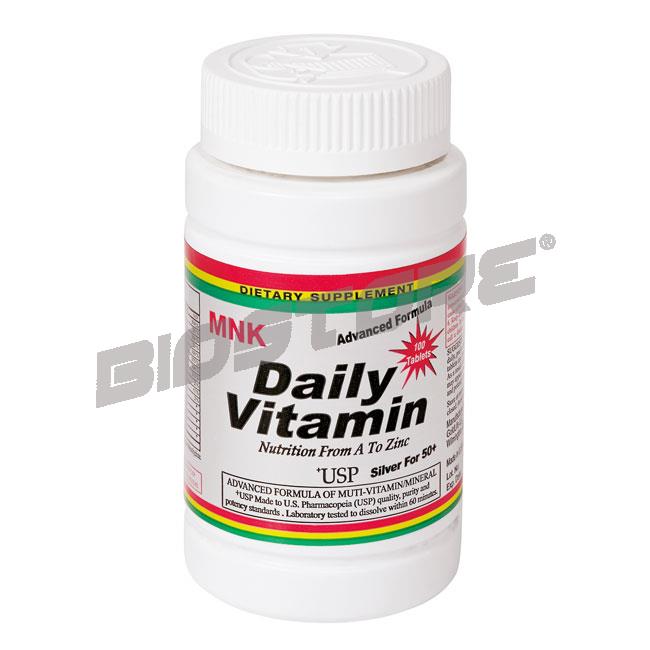 DIETARY SUPPLEMENT
MNK
Advanced Formula
100
Tablets
Daily
Vitamin
Nutrition From A To Zinc
+USP Silver For 50+
ADVANCED FORMULA OF MUTI-VITAMIN/MINERAL
+USP Made to U.S. Pharmacopeia (USP) quality, purity and
potency standards . Laboratory tested to dissolve within 60 minutes.
BIOSTORE®